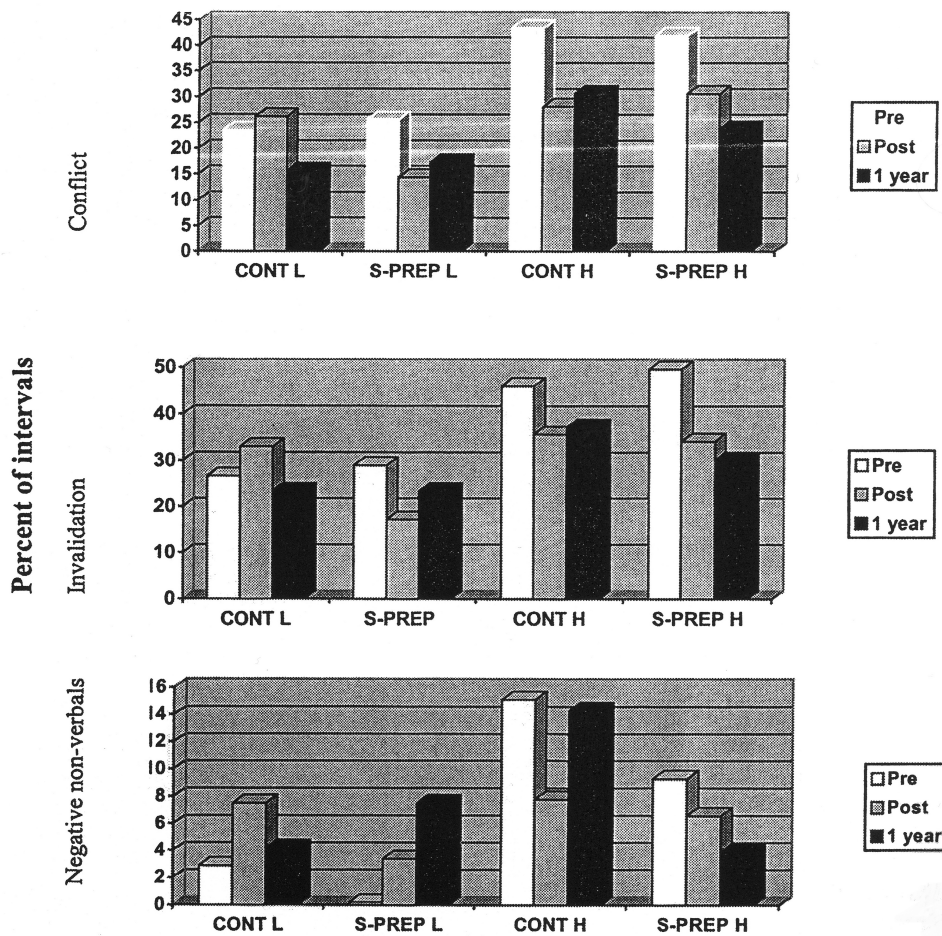 45
40
35
30
25
20
15
10
5
0
Conflict
CONT L
S-PREP L
CONT H
S-PREP H
Pre
Post
1 year
Percent of intervals
50
40
30
20
10
0
Invalidation
CONT L
S-PREP
CONT H
S-PREP H
Pre
Post
1 year
16
14
12
10
8
6
4
2
0
Negative non-verbals
CONT L
S-PREP L
CONT H
S-PREP H
Pre
Post
1 year